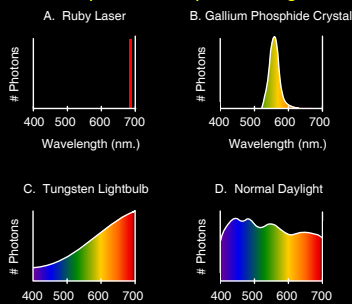 A. Ruby Laser
# Photons
400 500 600 700
Wavelength (nm.)
B. Gallium Phosphide Crystal
# Photons
400 500 600 700
Wavelength (nm.)
C. Tungsten Lightbulb
# Photons
400 500 600 700
D. Normal Daylight
# Photons
400 500 600 700